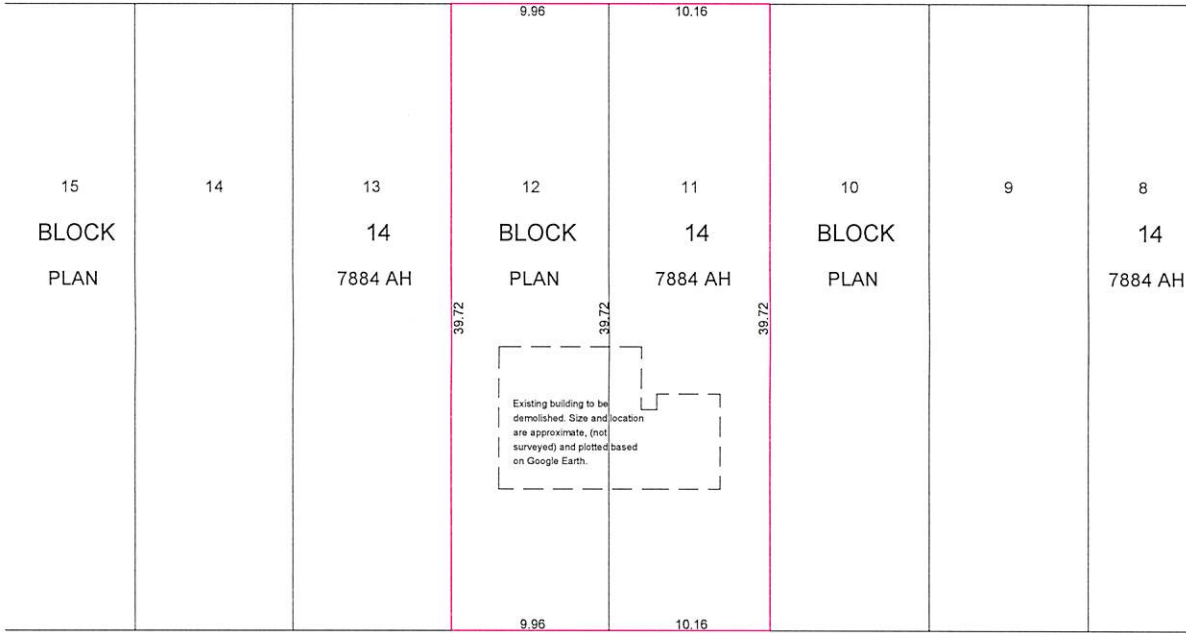 9.96 10.16
15 14 13 12 11 10 9 8
BLOCK 14 BLOCK 14 BLOCK 14
PLAN 7884 AH PLAN 7884 AH PLAN 7884 AH
39.72 39.72 39.72
Existing building to be
demolished. Size and location
are approximate, (not
surveyed) and plotted based
on Google Earth.
9.96 10.16